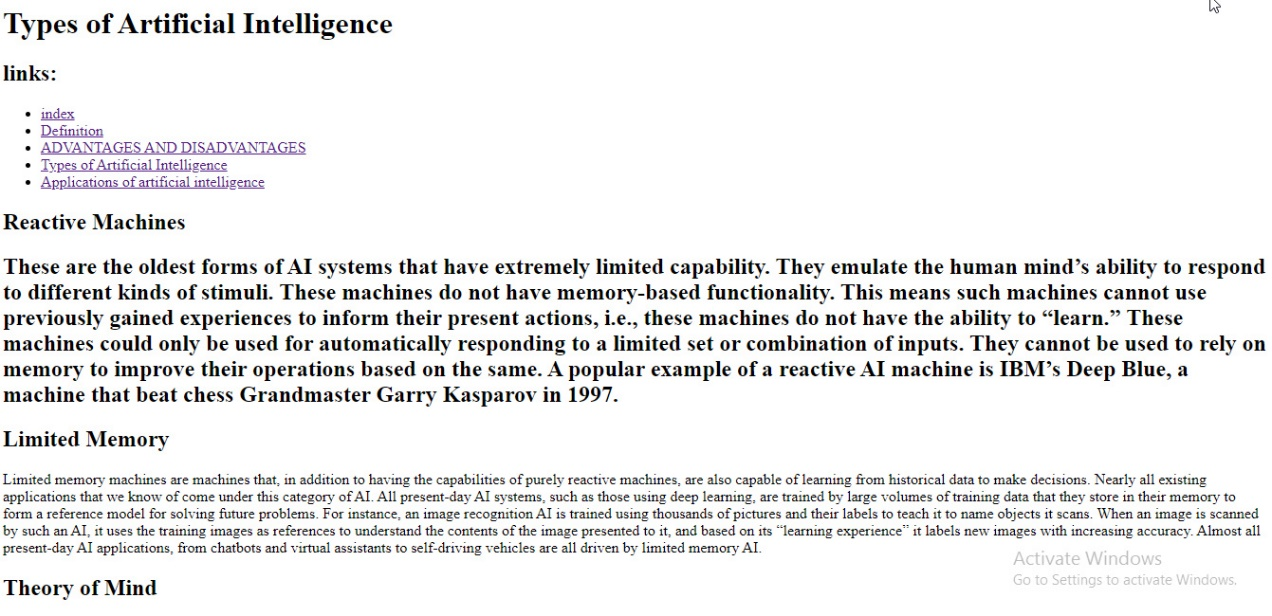 Types of Artificial Intelligence
links:
index
Definition
ADVANTAGES AND DISADVANTAGES
Types of Artificial Intelligence
Applications of artificial intelligence
Reactive Machines
These are the oldest forms of AI systems that have extremely limited capability. They emulate the human mind’s ability to respond
to different kinds of stimuli. These machines do not have memory-based functionality. This means such machines cannot use
previously gained experiences to inform their present actions, i.e., these machines do not have the ability to “learn.” These
machines could only be used for automatically responding to a limited set or combination of inputs. They cannot be used to rely on
memory to improve their operations based on the same. A popular example of a reactive AI machine is IBM’s Deep Blue, a
machine that beat chess Grandmaster Garry Kasparov in 1997.
Limited Memory
Limited memory machines are machines that, in addition to having the capabilities of purely reactive machines, are also capable of learning from historical data to make decisions. Nearly all existing
applications that we know of come under this category of AI. All present-day AI systems, such as those using deep learning, are trained by large volumes of training data that they store in their memory to
form a reference model for solving future problems. For instance, an image recognition AI is trained using thousands of pictures and their labels to teach it to name objects it scans. When an image is scanned
by such an AI, it uses the training images as references to understand the contents of the image presented to it, and based on its “learning experience” it labels new images with increasing accuracy. Almost all
present-day AI applications, from chatbots and virtual assistants to self-driving vehicles are all driven by limited memory AI.
Activate Windows
Go to Settings to activate Windows.
Theory of Mind